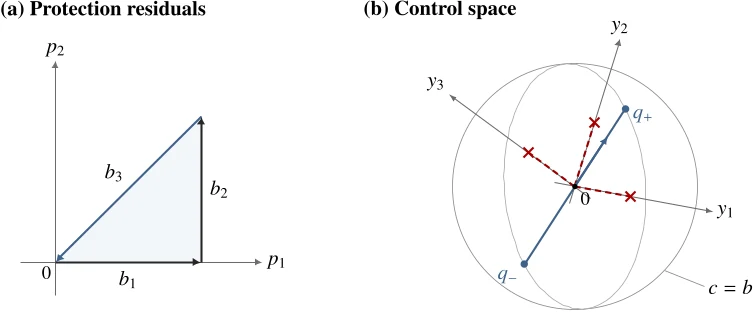 (a) Protection residuals
p₂
b₃
b₂
0
b₁
p₁
(b) Control space
y₂
y₃
q₊
0
y₁
q₋
c = b